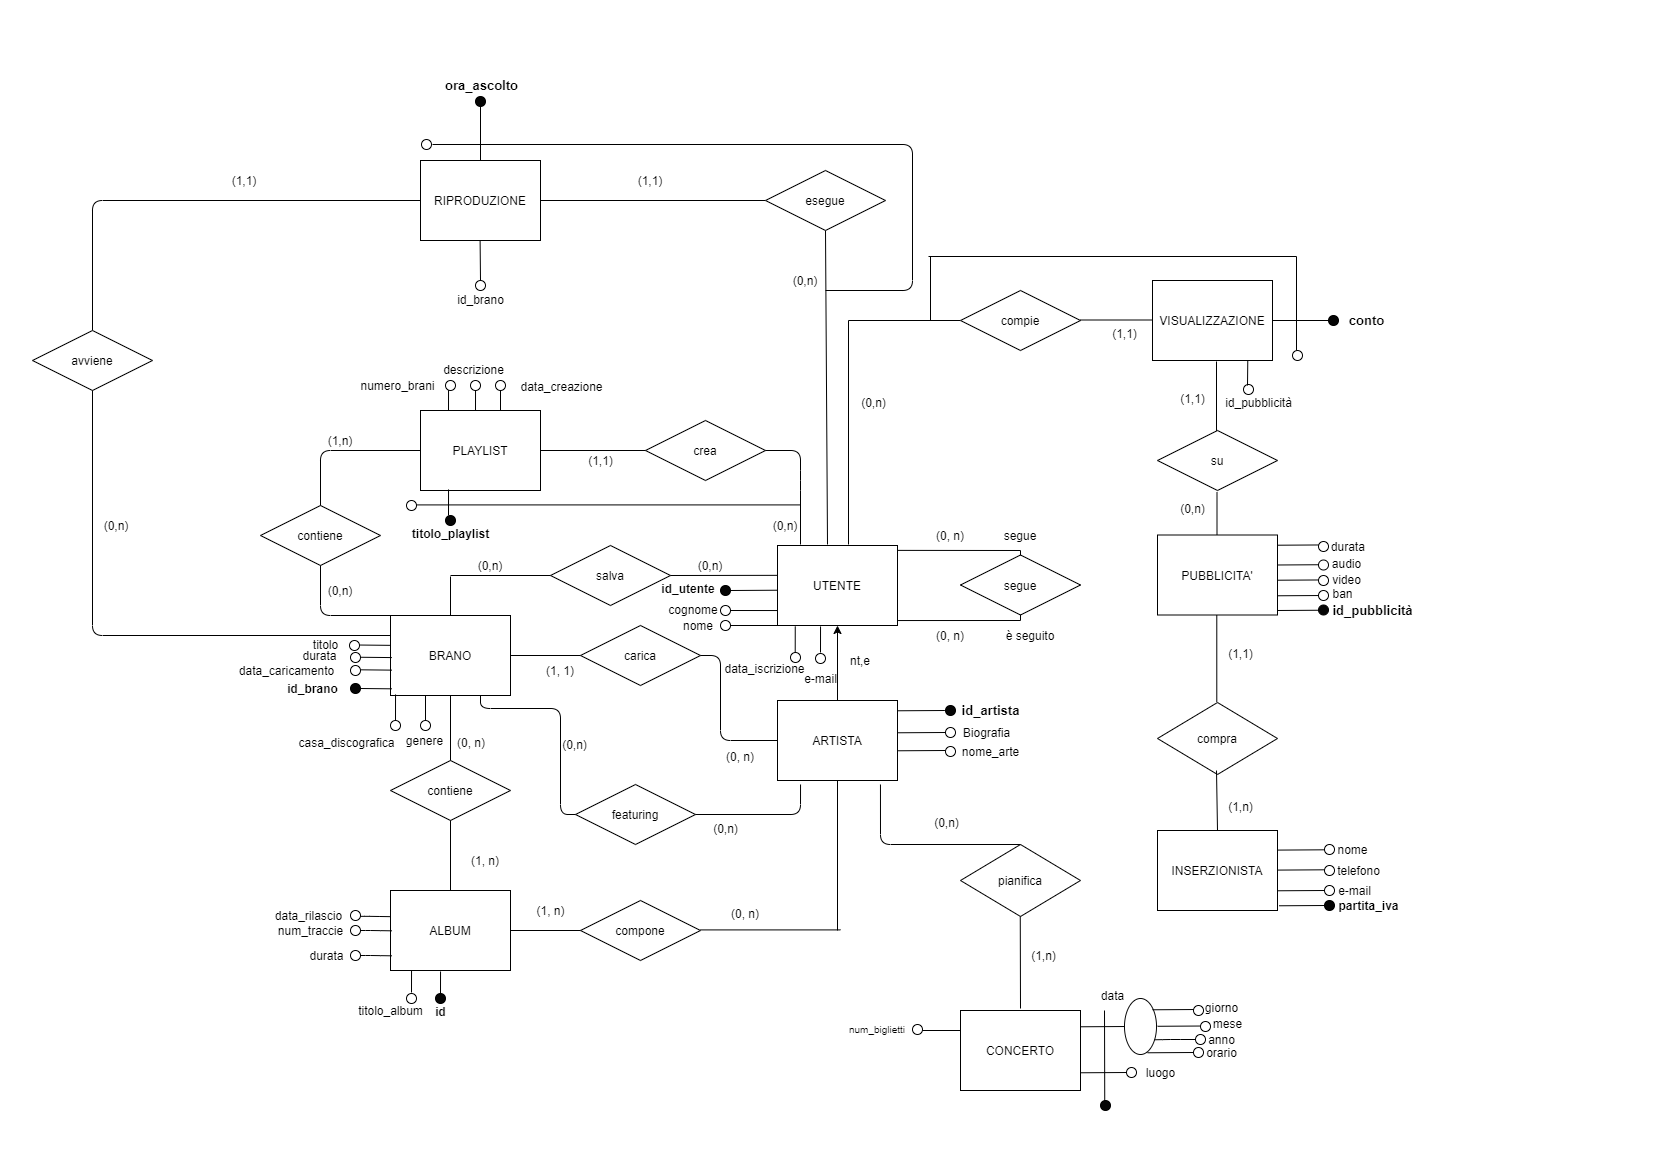 ora_ascolto
(1,1)
(1,1)
RIPRODUZIONE
esegue
(0,n)
id_brano
compie
VISUALIZZAZIONE
conto
(1,1)
avviene
descrizione
numero_brani
data_creazione
(0,n)
(1,1)
id_pubblicità
(1,n)
PLAYLIST
(1,1)
crea
su
(0,n)
(0,n)
titolo_playlist
(0,n)
contiene
(0,n)
segue
durata
audio
video
ban
id_pubblicità
PUBBLICITA'
(0,n)
salva
(0,n)
UTENTE
segue
(0,n)
id_utente
cognome
nome
(0, n)
è seguito
titolo
durata
data_caricamento
id_brano
BRANO
(1, 1)
carica
data_iscrizione
e-mail
nt,e
(1,1)
casa_discografica
genere
(0, n)
(0,n)
(0, n)
ARTISTA
id_artista
Biografia
nome_arte
compra
contiene
featuring
(0,n)
(0,n)
(1,n)
(1, n)
pianifica
INSERZIONISTA
nome
telefono
e-mail
partita_iva
data_rilascio
num_traccie
durata
ALBUM
(1, n)
compone
(0, n)
titolo_album
id
(1,n)
data
giorno
mese
anno
orario
num_biglietti
CONCERTO
luogo